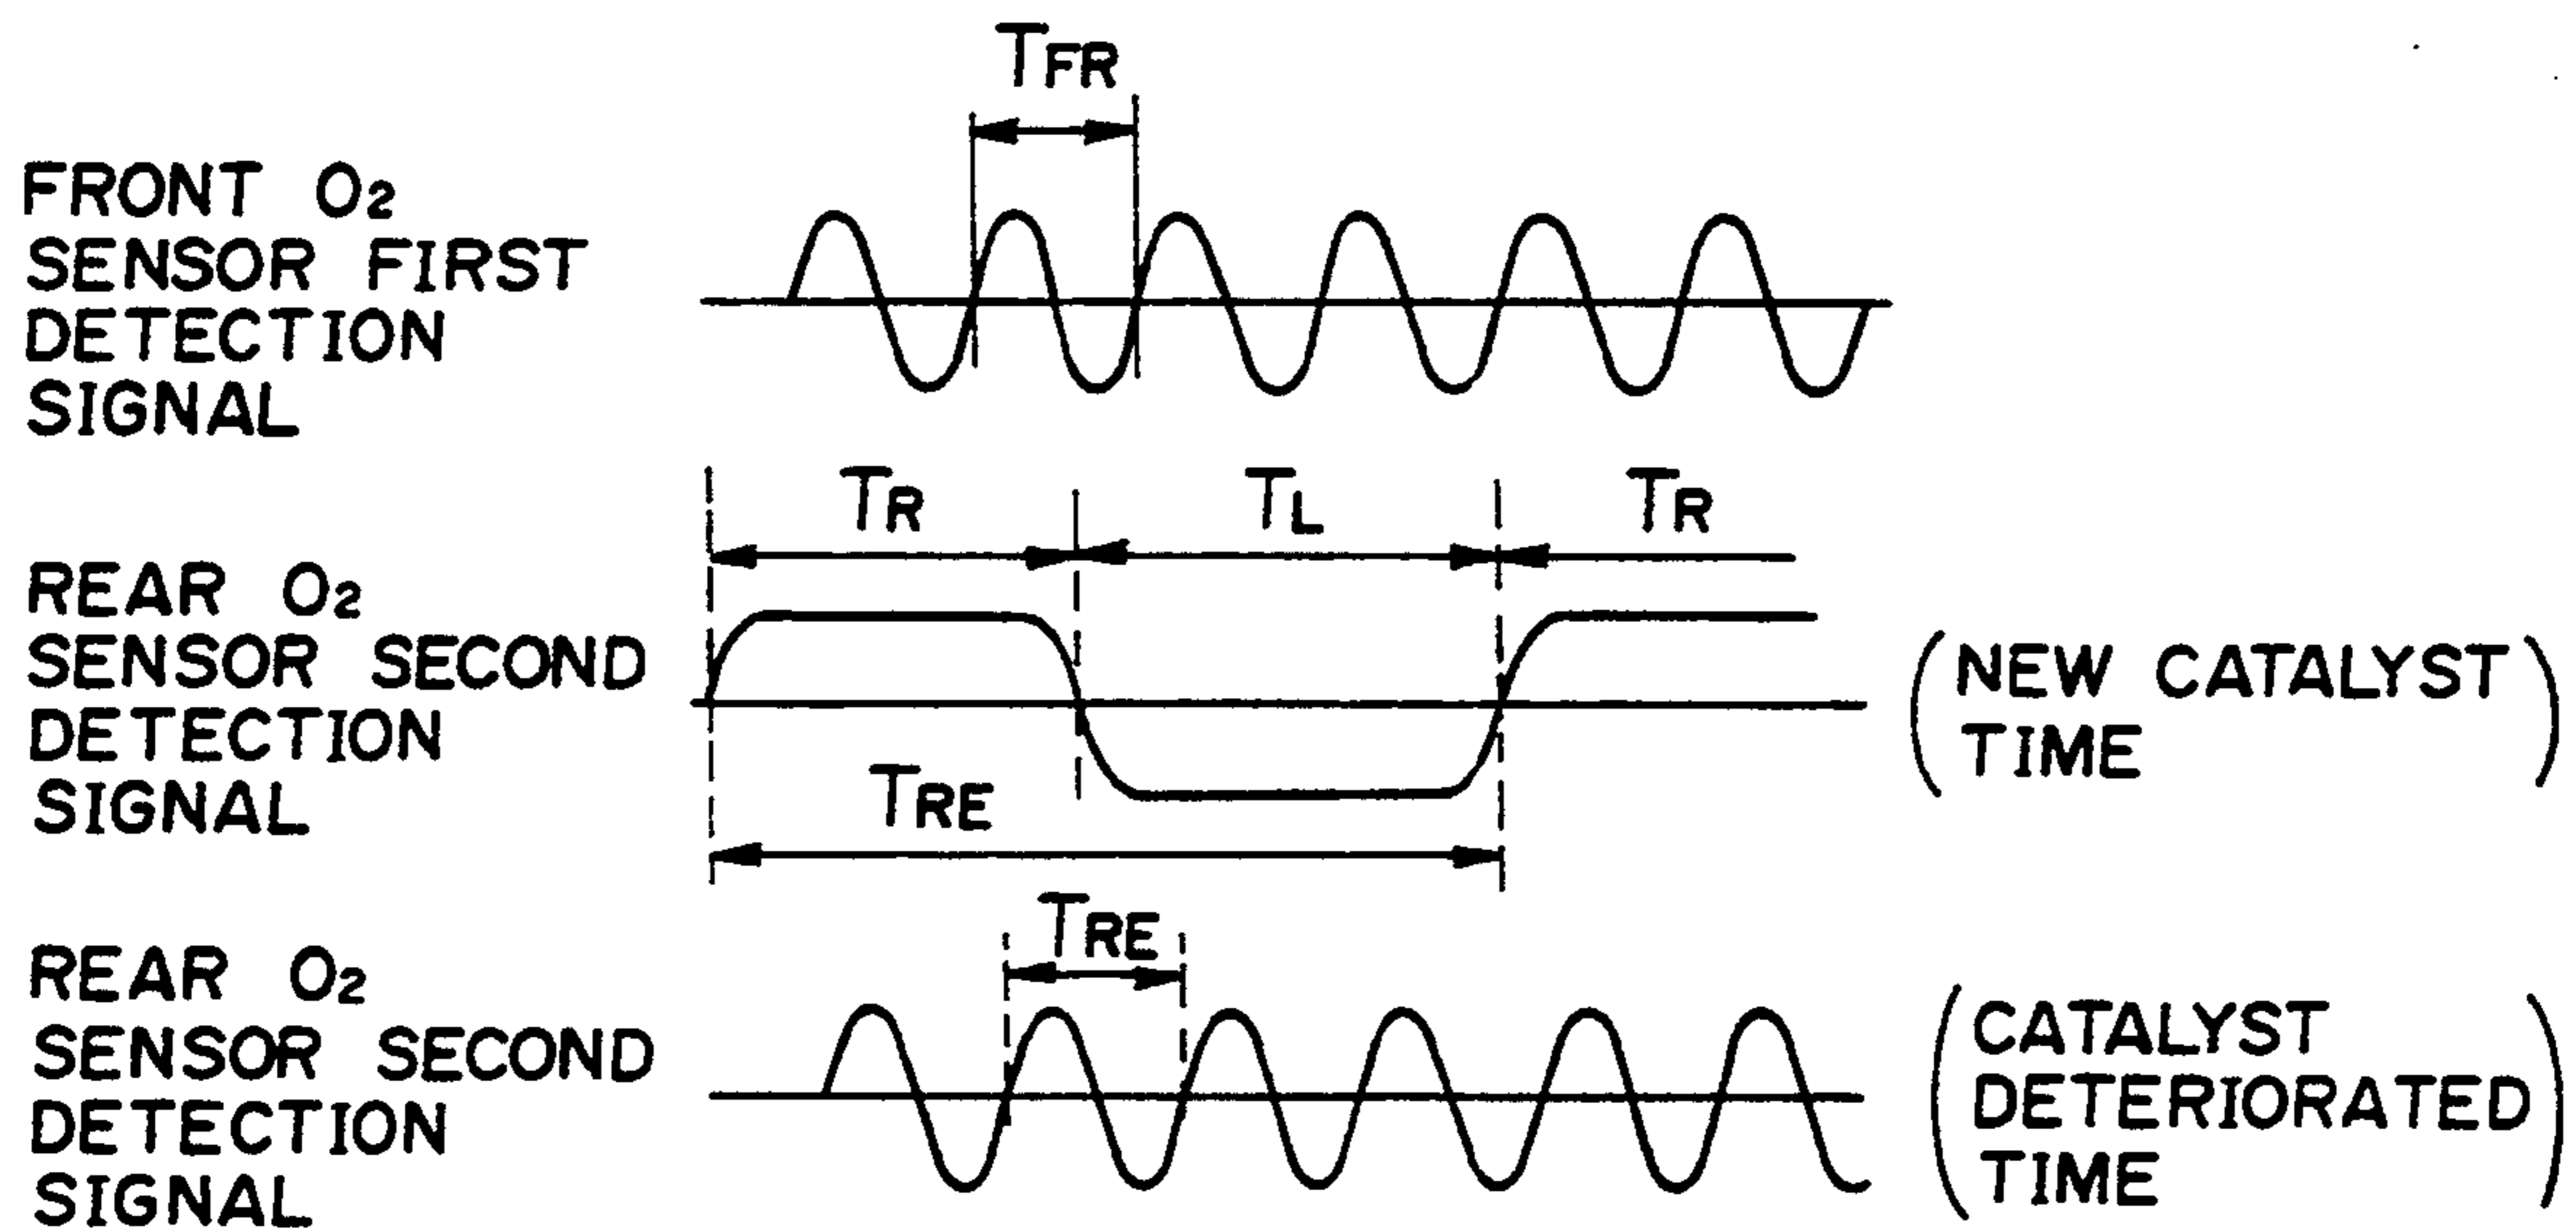 TFR
FRONT O2
SENSOR FIRST
DETECTION
SIGNAL
TR TL TR
REAR O2
SENSOR SECOND
DETECTION
SIGNAL
(NEW CATALYST
TIME)
TRE
TRE
REAR O2
SENSOR SECOND
DETECTION
SIGNAL
(CATALYST
DETERIORATED
TIME)